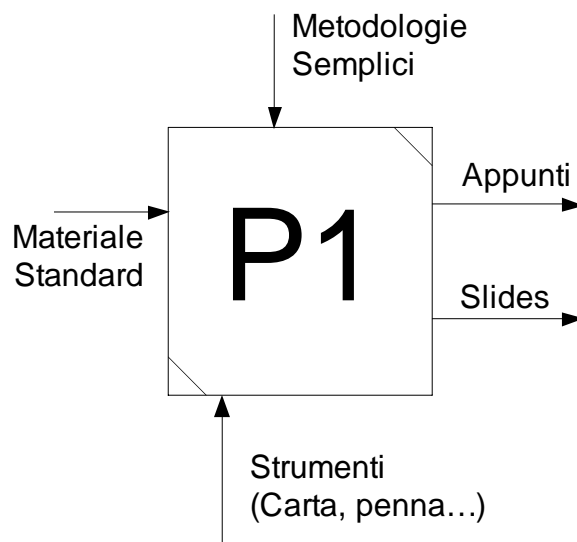 Metodologie
Semplici
P1
Appunti
Materiale
Standard
Slides
Strumenti
(Carta, penna…)